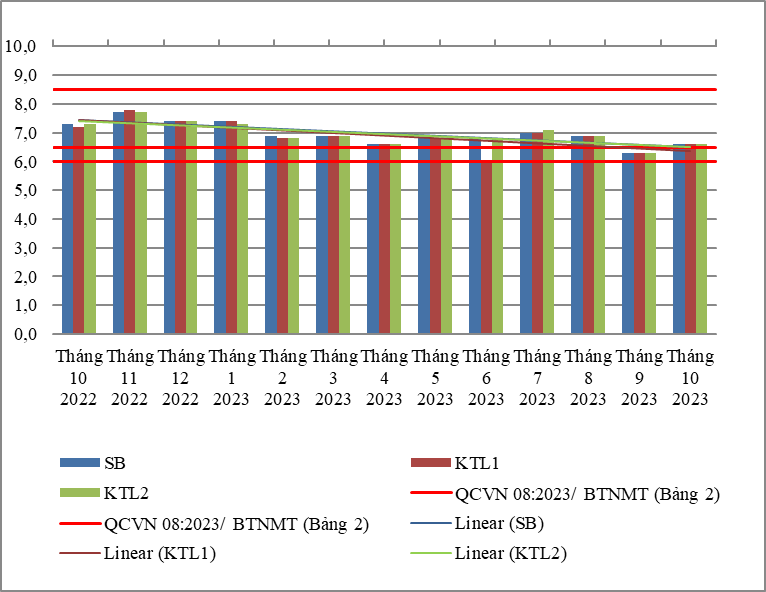 10,0
9,0
8,0
7,0
6,0
5,0
4,0
3,0
2,0
1,0
0,0
Tháng Tháng Tháng Tháng Tháng Tháng Tháng Tháng Tháng Tháng Tháng Tháng Tháng
10 11 12 1 2 3 4 5 6 7 8 9 10
2022 2022 2022 2023 2023 2023 2023 2023 2023 2023 2023 2023 2023
SB KTL1
KTL2 QCVN 08:2023/ BTNMT (Bảng 2)
QCVN 08:2023/ BTNMT (Bảng 2) Linear (SB)
Linear (KTL1) Linear (KTL2)